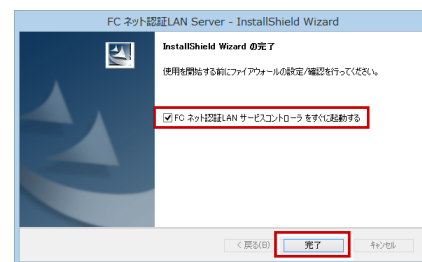 FC ネット認証LAN Server - InstallShield Wizard
InstallShield Wizard の完了
使用を開始する前にファイアウォールの設定/確認を行ってください。
FC ネット認証LAN サービスコントローラ をすぐに起動する
< 戻る(B)
完了
キャンセル